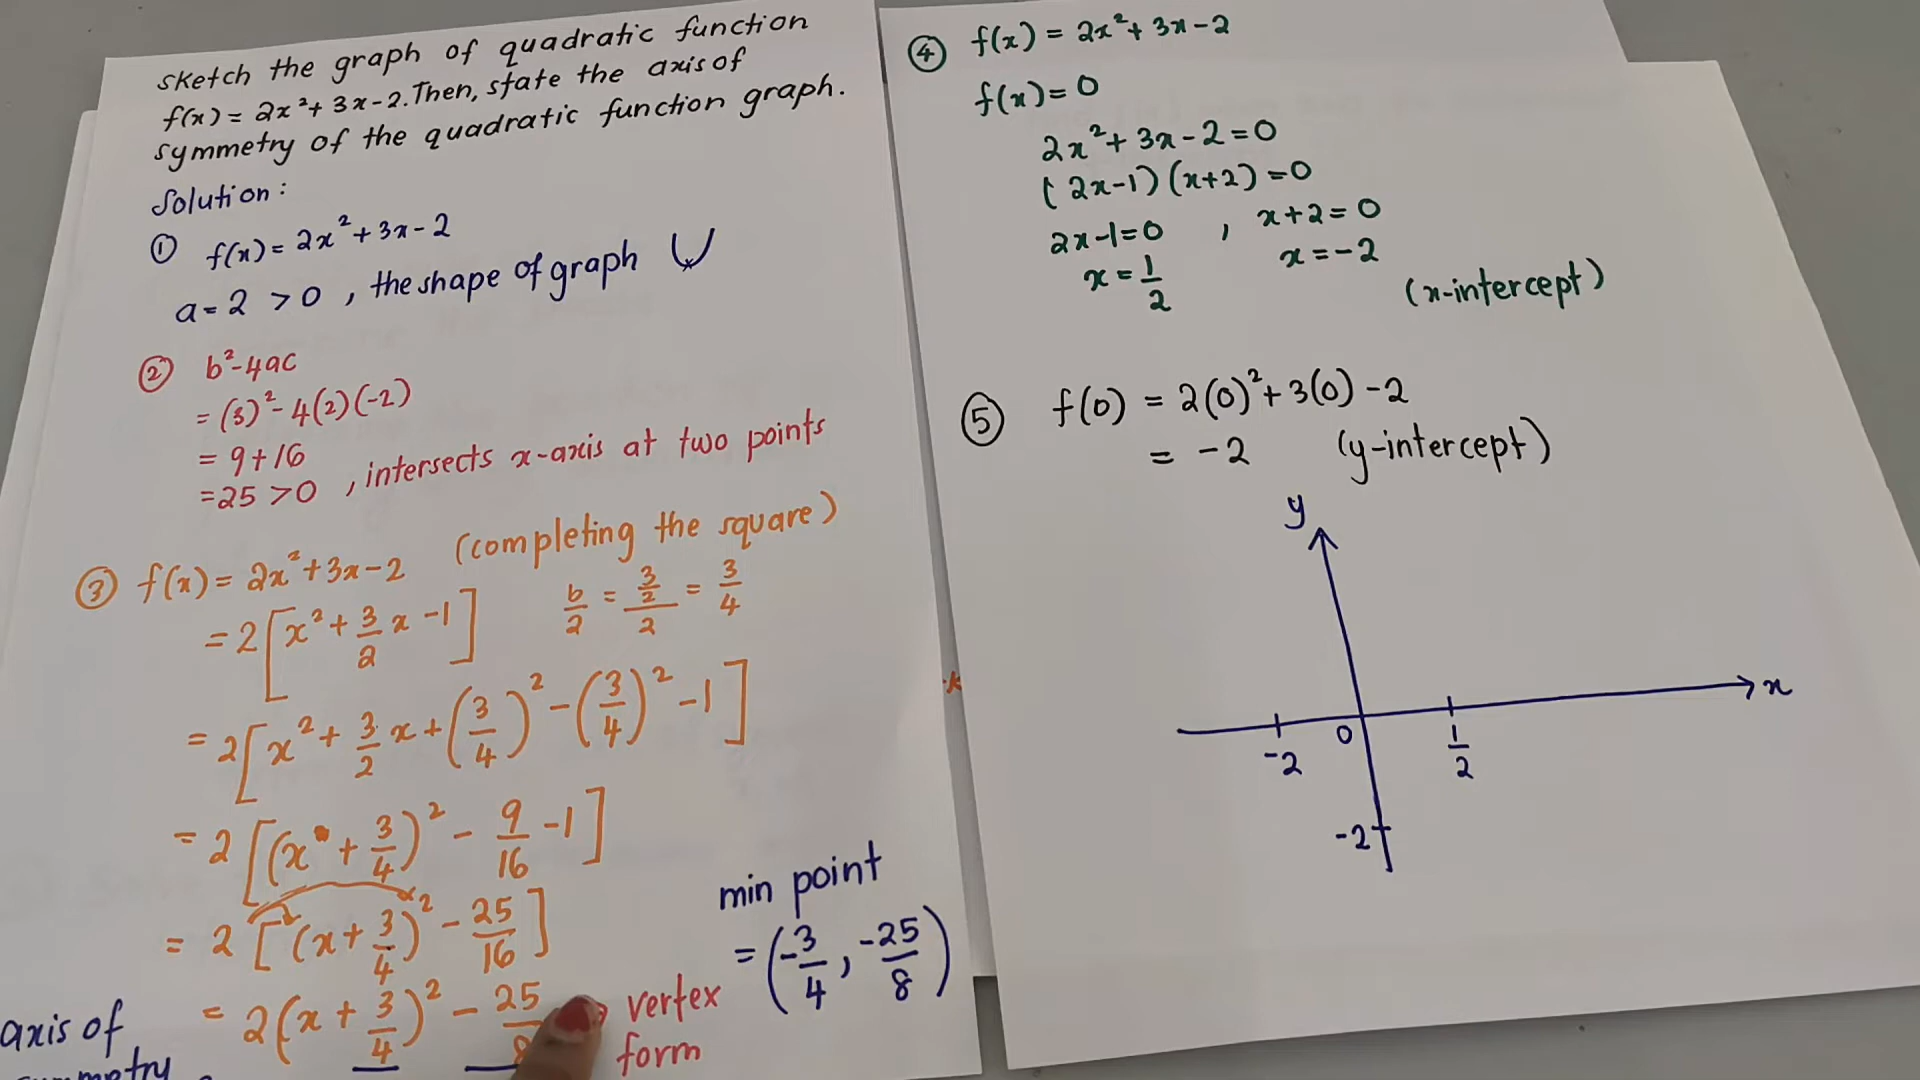 sketch the graph of quadratic function
f(x) = 2x² + 3x - 2. Then, state the axis of
symmetry of the quadratic function graph.
Solution:
① f(x) = 2x² + 3x - 2
a = 2 > 0, the shape of graph
② b² - 4ac
= (3)² - 4(2)(-2)
= 9 + 16
= 25 > 0, intersects x-axis at two points
③ f(x) = 2x² + 3x - 2 (completing the square)
= 2[x² + 3/2 x - 1] b/2 = (3/2)/2 = 3/4
= 2[x² + 3/2 x + (3/4)² - (3/4)² - 1]
= 2[(x + 3/4)² - 9/16 - 1]
= 2[(x + 3/4)² - 25/16]
= 2(x + 3/4)² - 25/8
vertex
form
min point
= (-3/4, -25/8)
axis of
④ f(x) = 2x² + 3x - 2
f(x) = 0
2x² + 3x - 2 = 0
(2x-1)(x+2) = 0
2x-1=0 , x+2=0
x = 1/2 x = -2
(x-intercept)
⑤ f(0) = 2(0)² + 3(0) - 2
= -2 (y-intercept)
y
x
-2 0 1/2
-2